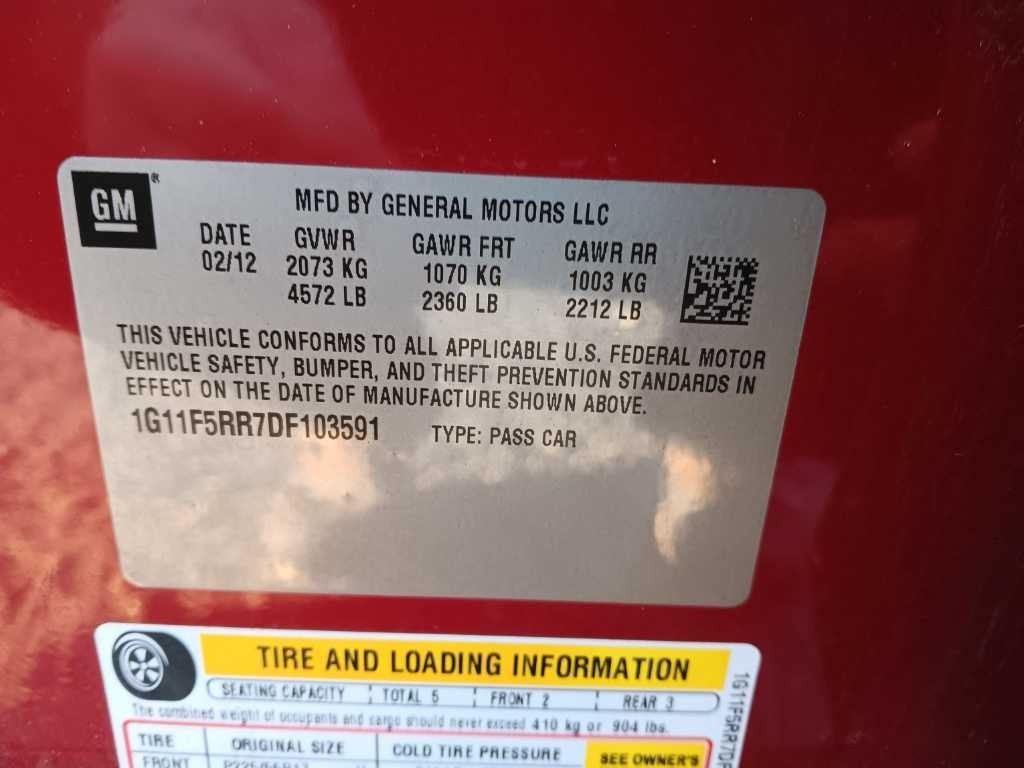 GM®
MFD BY GENERAL MOTORS LLC
DATE GVWR GAWR FRT GAWR RR
02/12 2073 KG 1070 KG 1003 KG
4572 LB 2360 LB 2212 LB
THIS VEHICLE CONFORMS TO ALL APPLICABLE U.S. FEDERAL MOTOR
VEHICLE SAFETY, BUMPER, AND THEFT PREVENTION STANDARDS IN
EFFECT ON THE DATE OF MANUFACTURE SHOWN ABOVE.
1G11F5RR7DF103591 TYPE: PASS CAR
TIRE AND LOADING INFORMATION
SEATING CAPACITY TOTAL 5 FRONT 2 REAR 3
The combined weight of occupants and cargo should never exceed 410 kg or 904 lbs.
TIRE ORIGINAL SIZE COLD TIRE PRESSURE SEE OWNER'S
FRONT
1G11F5RR7DF